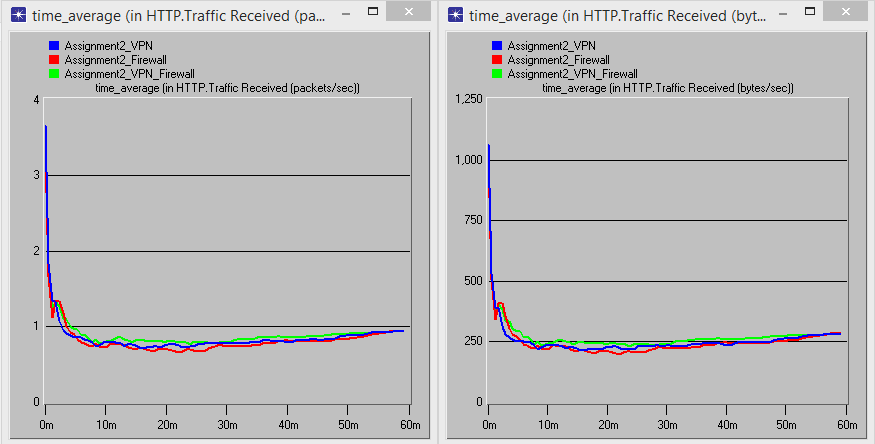 time_average (in HTTP.Traffic Received (pa...
Assignment2_VPN
Assignment2_Firewall
Assignment2_VPN_Firewall
time_average (in HTTP.Traffic Received (packets/sec))
4
3
2
1
0
0m 10m 20m 30m 40m 50m 60m
time_average (in HTTP.Traffic Received (byt...
Assignment2_VPN
Assignment2_Firewall
Assignment2_VPN_Firewall
time_average (in HTTP.Traffic Received (bytes/sec))
1,250
1,000
750
500
250
0
0m 10m 20m 30m 40m 50m 60m